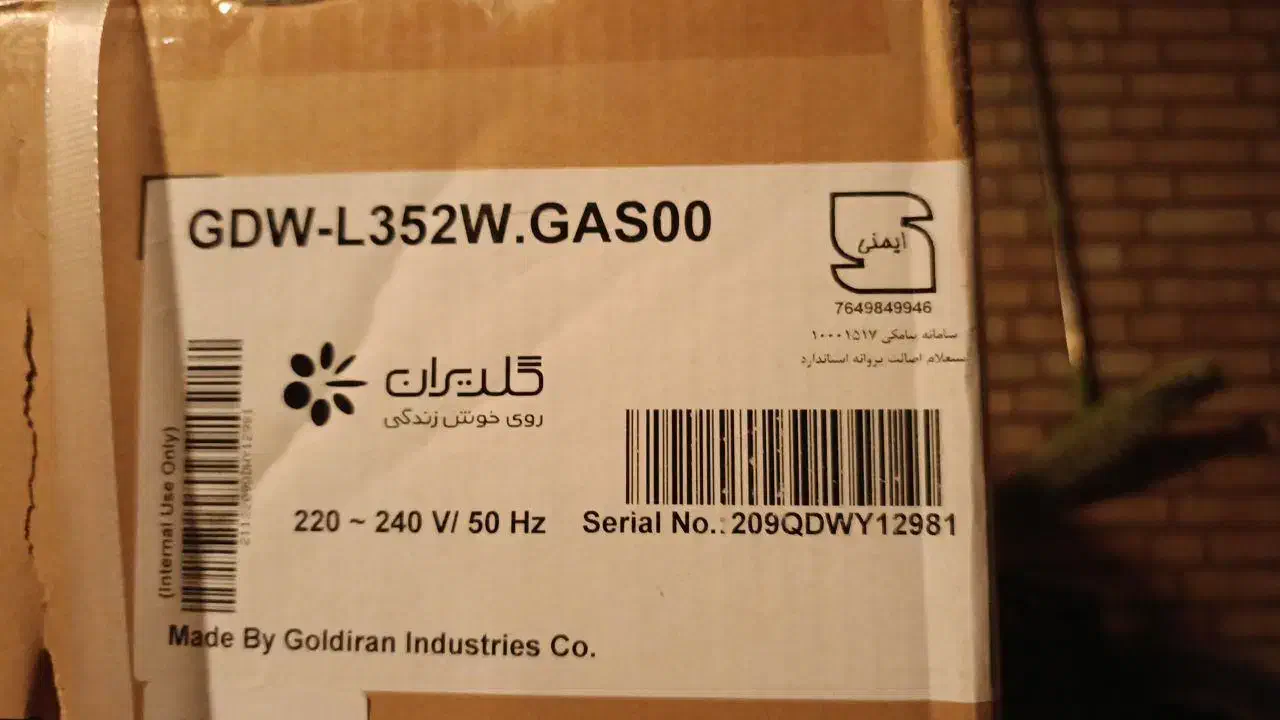 GDW-L352W.GAS00
ایمنی
7649849946
سامانه پیامکی ۱۰۰۰۱۵۱۷
استعلام اصالت پروانه استاندارد
گلدیران
روی خوش زندگی
(Internal Use Only)
220 ~ 240 V/ 50 Hz
Serial No.: 209QDWY12981
Made By Goldiran Industries Co.